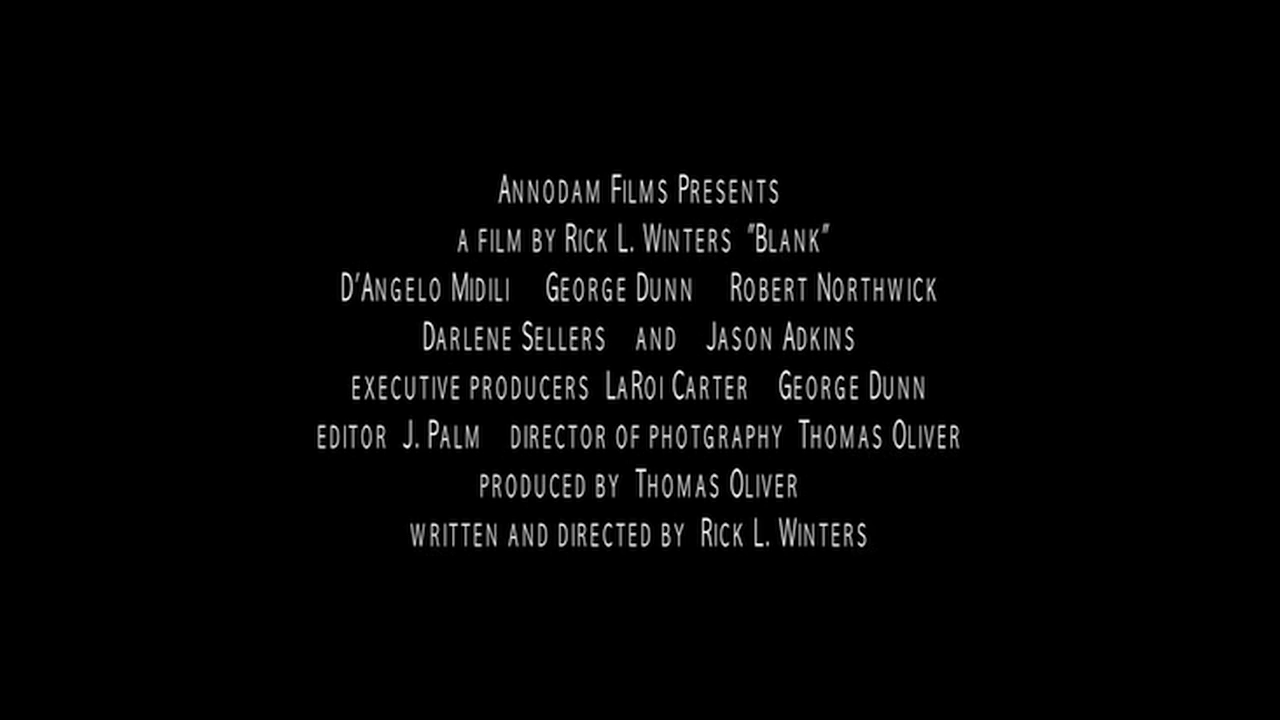 Annodam Films Presents
a film by Rick L. Winters "Blank"
D'Angelo Midili George Dunn Robert Northwick
Darlene Sellers and Jason Adkins
executive producers LaRoi Carter George Dunn
editor J. Palm director of photgraphy Thomas Oliver
produced by Thomas Oliver
written and directed by Rick L. Winters